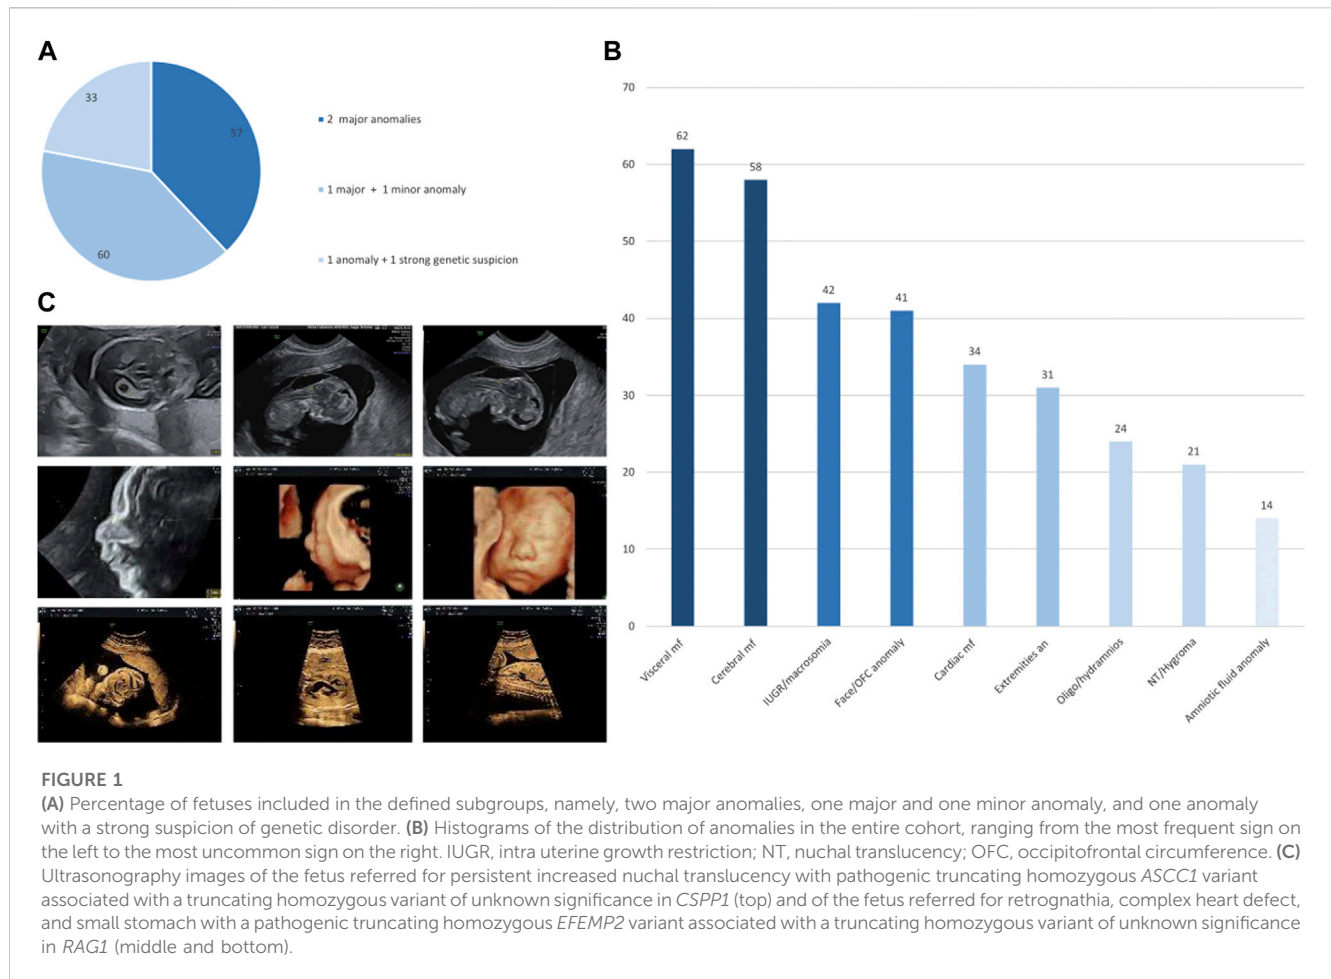 A
33
57
60
2 major anomalies
1 major + 1 minor anomaly
1 anomaly + 1 strong genetic suspicion
B
70
60
50
40
30
20
10
0
62
58
42
41
34
31
24
21
14
Visceral mf
Cerebral mf
IUGR/macrosomia
Face/OFC anomaly
Cardiac mf
Extremities an
Oligo/hydramnios
NT/Hygroma
Amniotic fluid anomaly
C
FIGURE 1
(A) Percentage of fetuses included in the defined subgroups, namely, two major anomalies, one major and one minor anomaly, and one anomaly
with a strong suspicion of genetic disorder. (B) Histograms of the distribution of anomalies in the entire cohort, ranging from the most frequent sign on
the left to the most uncommon sign on the right. IUGR, intra uterine growth restriction; NT, nuchal translucency; OFC, occipitofrontal circumference. (C)
Ultrasonography images of the fetus referred for persistent increased nuchal translucency with pathogenic truncating homozygous ASCC1 variant
associated with a truncating homozygous variant of unknown significance in CSPP1 (top) and of the fetus referred for retrognathia, complex heart defect,
and small stomach with a pathogenic truncating homozygous EFEMP2 variant associated with a truncating homozygous variant of unknown significance
in RAG1 (middle and bottom).